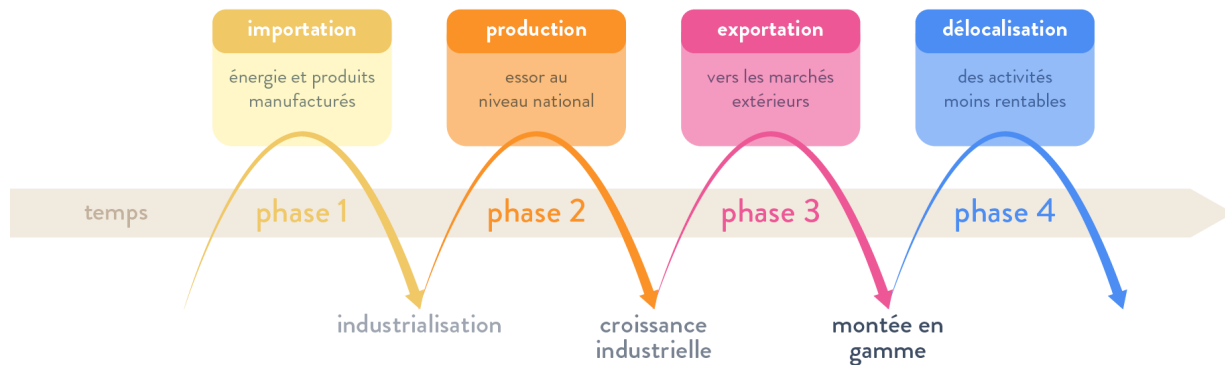 importation
énergie et produits
manufacturés
production
essor au
niveau national
exportation
vers les marchés
extérieurs
délocalisation
des activités
moins rentables
temps
phase 1
phase 2
phase 3
phase 4
industrialisation
croissance
industrielle
montée en
gamme